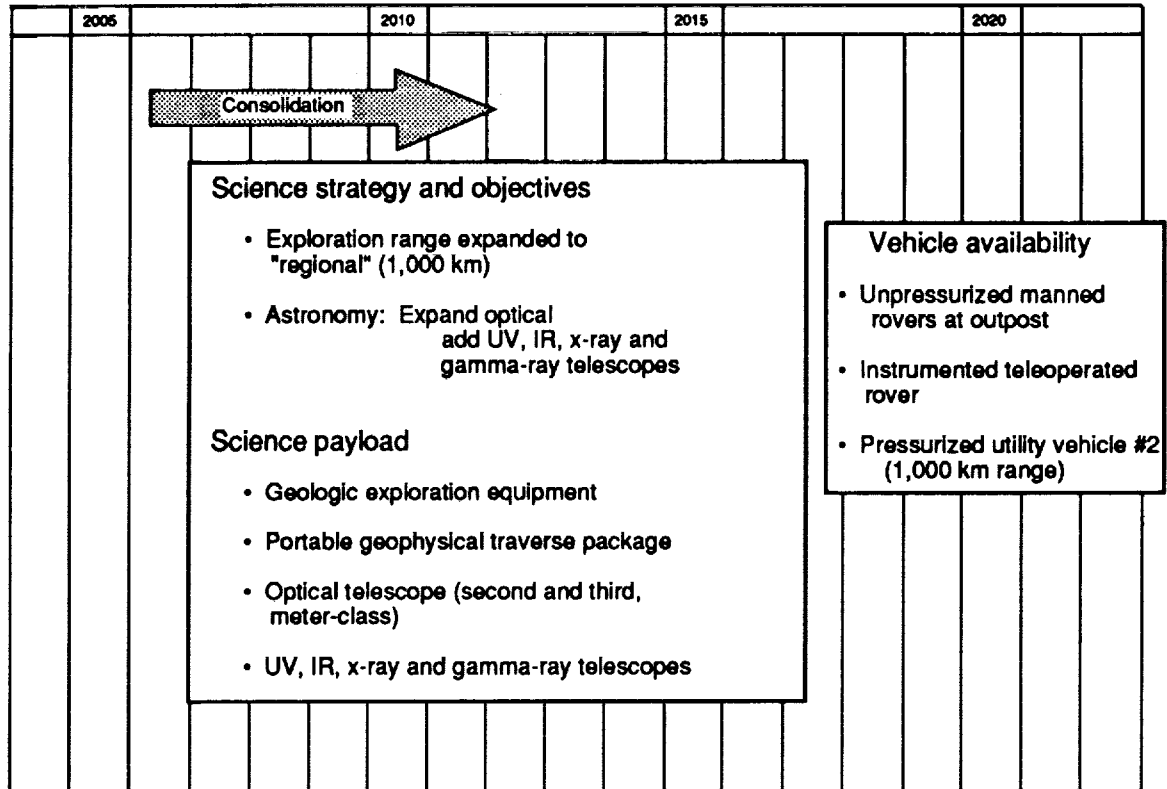 2005 2010 2015 2020
Consolidation
Science strategy and objectives
• Exploration range expanded to
"regional" (1,000 km)
• Astronomy: Expand optical
add UV, IR, x-ray and
gamma-ray telescopes
Science payload
• Geologic exploration equipment
• Portable geophysical traverse package
• Optical telescope (second and third,
meter-class)
• UV, IR, x-ray and gamma-ray telescopes
Vehicle availability
• Unpressurized manned
rovers at outpost
• Instrumented teleoperated
rover
• Pressurized utility vehicle #2
(1,000 km range)